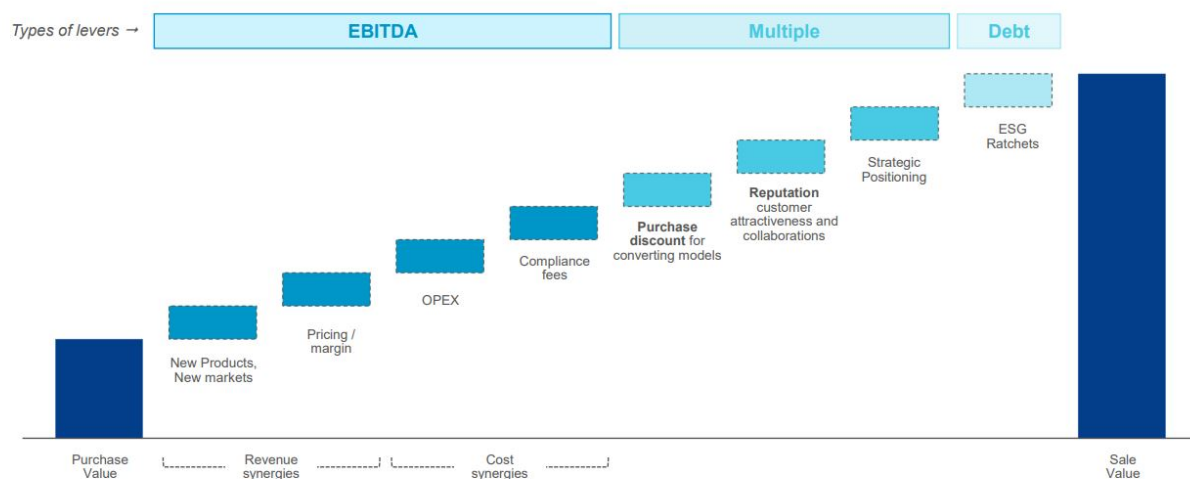 Types of levers →
EBITDA
Multiple
Debt
New Products,
New markets
Pricing /
margin
OPEX
Compliance
fees
Purchase
discount for
converting models
Reputation
customer
attractiveness and
collaborations
Strategic
Positioning
ESG
Ratchets
Purchase
Value
Revenue
synergies
Cost
synergies
Sale
Value